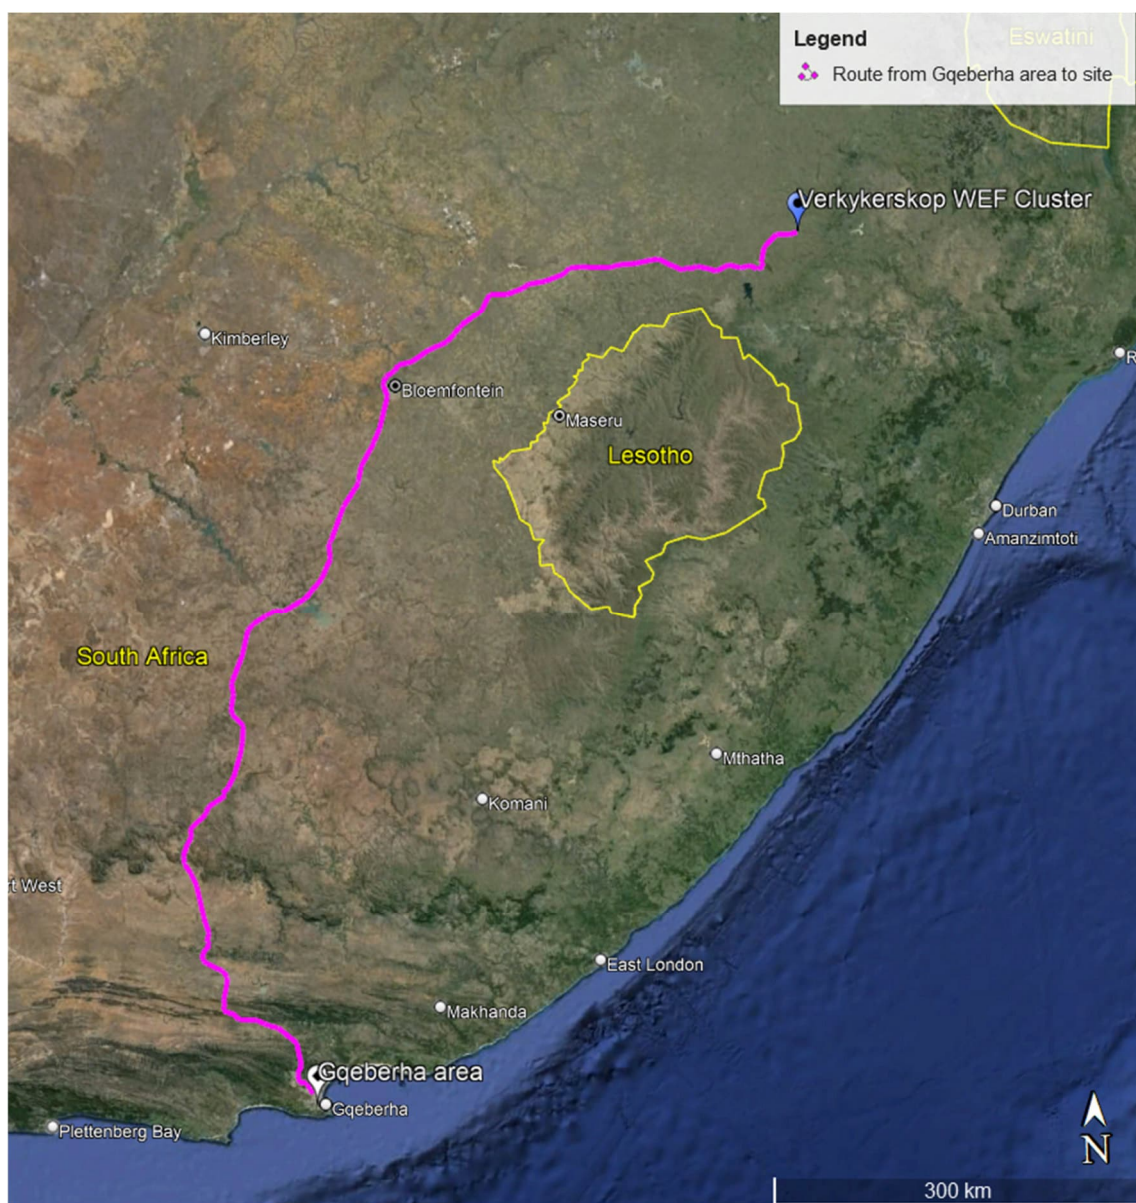 Legend
Eswatini
Route from Gqeberha area to site
Verkykerskop WEF Cluster
Kimberley
Bloemfontein
Maseru
Lesotho
Durban
Amanzimtoti
South Africa
Mthatha
Komani
rt West
East London
Makhanda
Gqeberha area
Gqeberha
Plettenberg Bay
N
300 km